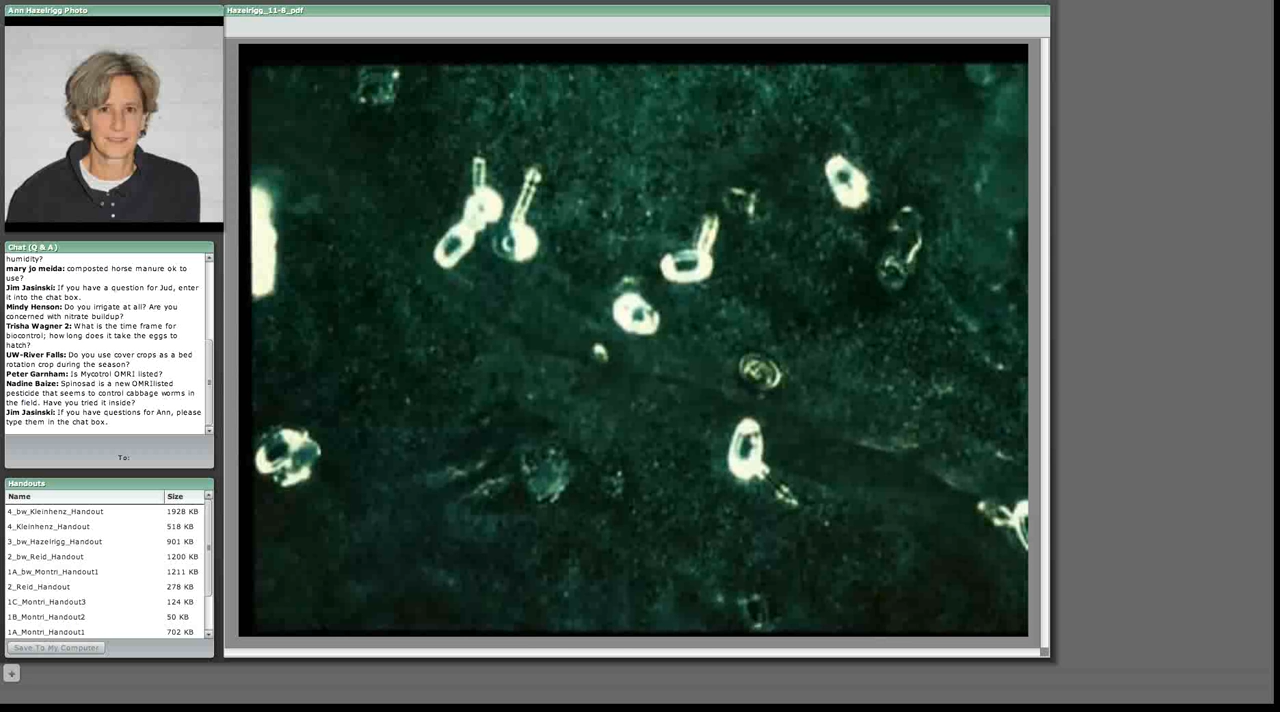 Ann Hazelrigg Photo
Hazelrigg_11-8_pdf
Chat (Q & A)
humidity?
mary jo meida: composted horse manure ok to
use?
Jim Jasinski: If you have a question for Jud, enter
it into the chat box.
Mindy Henson: Do you irrigate at all? Are you
concerned with nitrate buildup?
Trisha Wagner 2: What is the time frame for
biocontrol; how long does it take the eggs to
hatch?
UW-River Falls: Do you use cover crops as a bed
rotation crop during the season?
Peter Garnham: Is Mycotrol OMRI listed?
Nadine Baize: Spinosad is a new OMRIlisted
pesticide that seems to control cabbage worms in
the field. Have you tried it inside?
Jim Jasinski: If you have questions for Ann, please
type them in the chat box.
To:
Handouts
Name Size
4_bw_Kleinhenz_Handout 1928 KB
4_Kleinhenz_Handout 518 KB
3_bw_Hazelrigg_Handout 901 KB
2_bw_Reid_Handout 1200 KB
1A_bw_Montri_Handout1 1211 KB
2_Reid_Handout 278 KB
1C_Montri_Handout3 124 KB
1B_Montri_Handout2 50 KB
1A_Montri_Handout1 702 KB
Save To My Computer